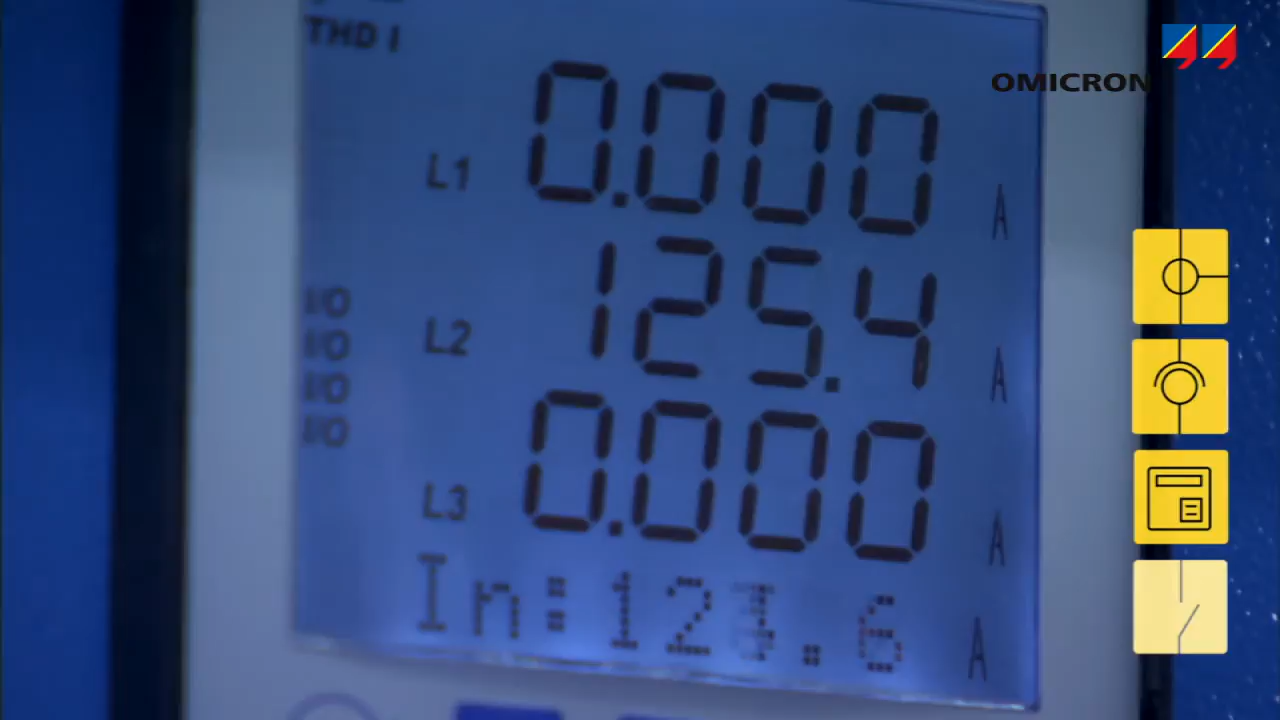 THD I
OMICRON
L1 0.000 A
I/O
L2 125.4 A
I/O
I/O
I/O
L3 0.000 A
In: 123.6 A